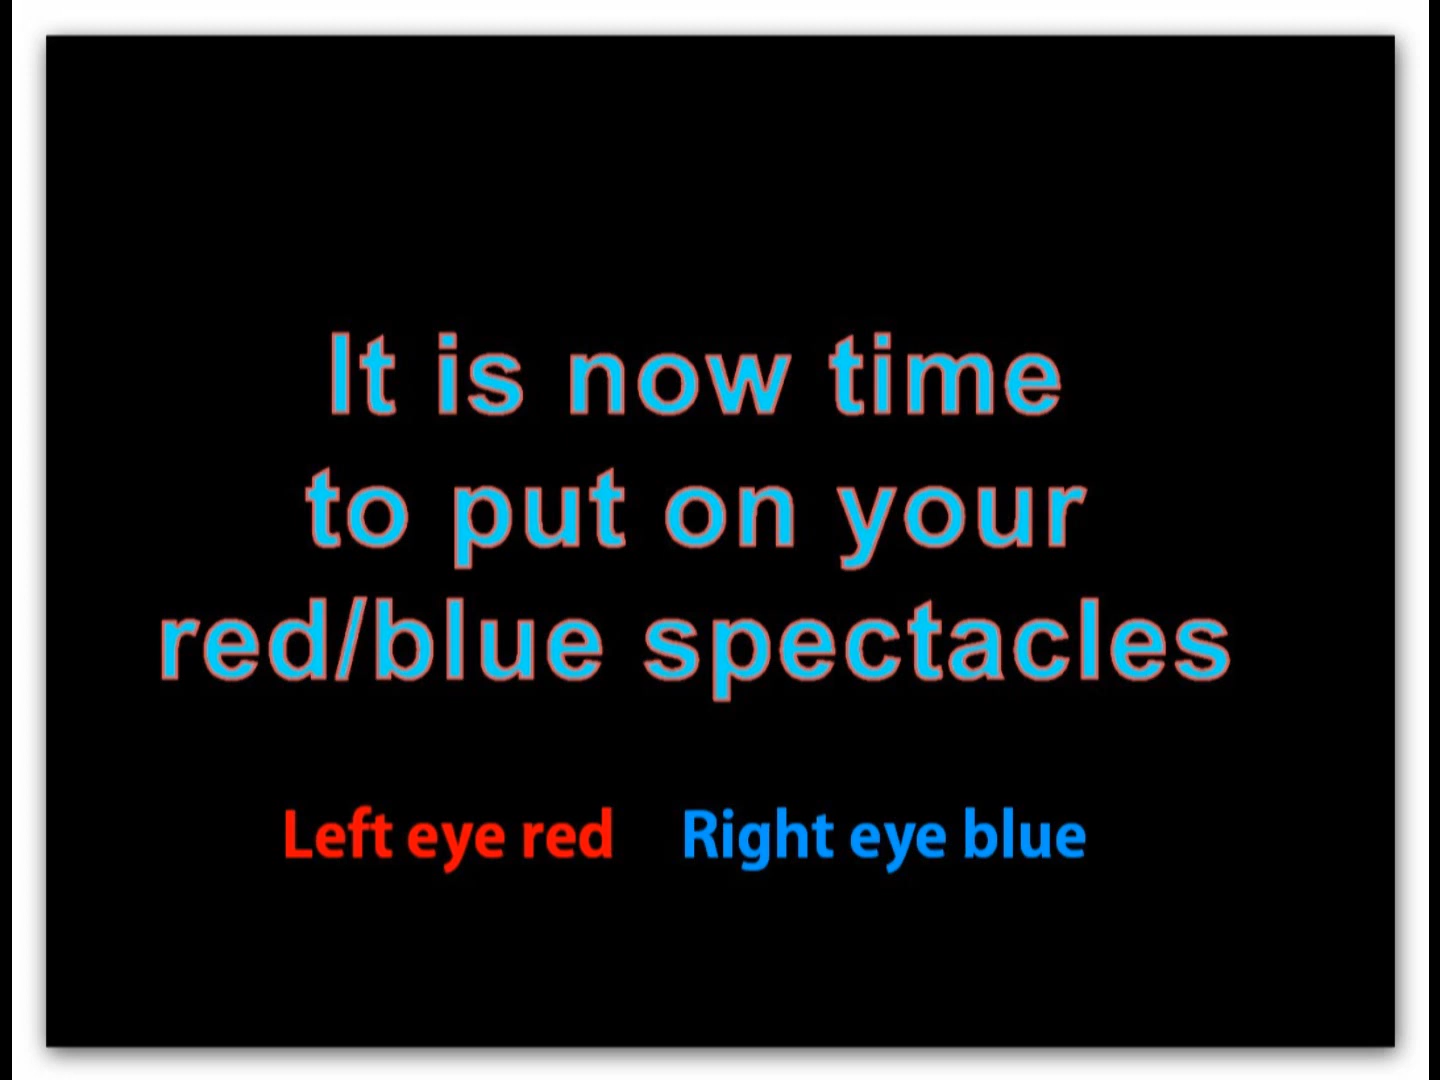 It is now time
to put on your
red/blue spectacles
Left eye red Right eye blue